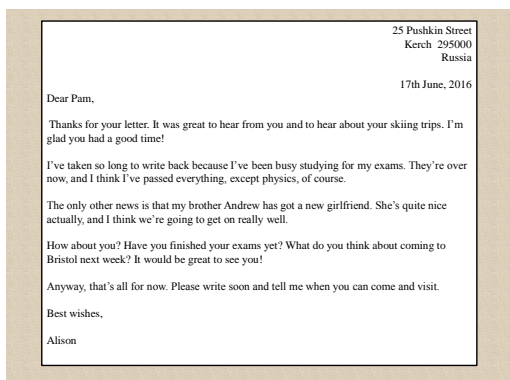 25 Pushkin Street
Kerch 295000
Russia
17th June, 2016
Dear Pam,
Thanks for your letter. It was great to hear from you and to hear about your skiing trips. I’m
glad you had a good time!
I’ve taken so long to write back because I’ve been busy studying for my exams. They’re over
now, and I think I’ve passed everything, except physics, of course.
The only other news is that my brother Andrew has got a new girlfriend. She’s quite nice
actually, and I think we’re going to get on really well.
How about you? Have you finished your exams yet? What do you think about coming to
Bristol next week? It would be great to see you!
Anyway, that’s all for now. Please write soon and tell me when you can come and visit.
Best wishes,
Alison